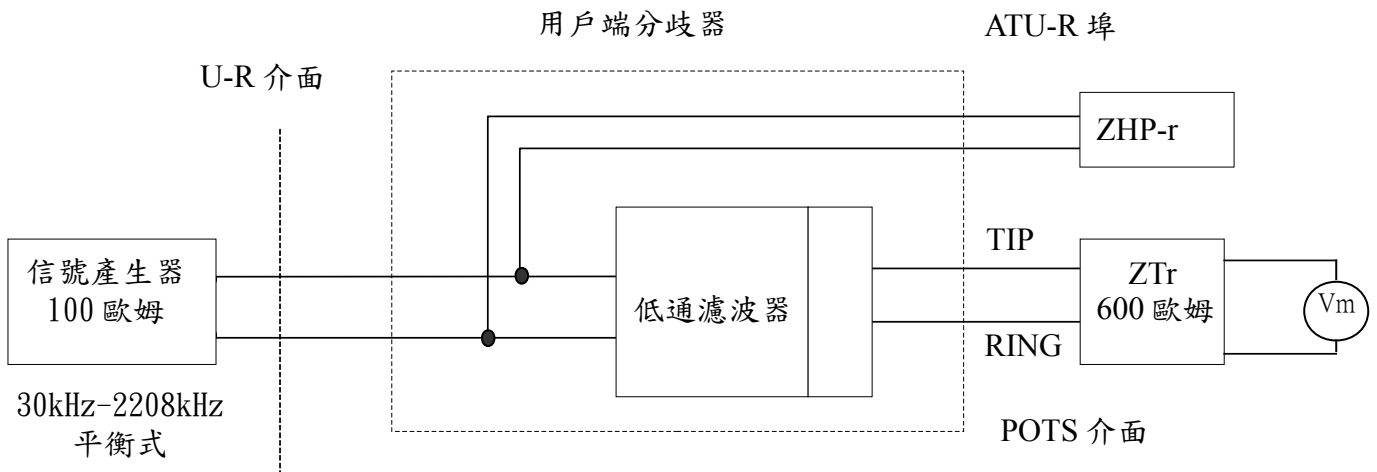 用戶端分歧器
ATU-R 埠
U-R 介面
ZHP-r
TIP
信號產生器
100 歐姆
低通濾波器
ZTr
600 歐姆
Vm
RING
30kHz-2208kHz
平衡式
POTS 介面